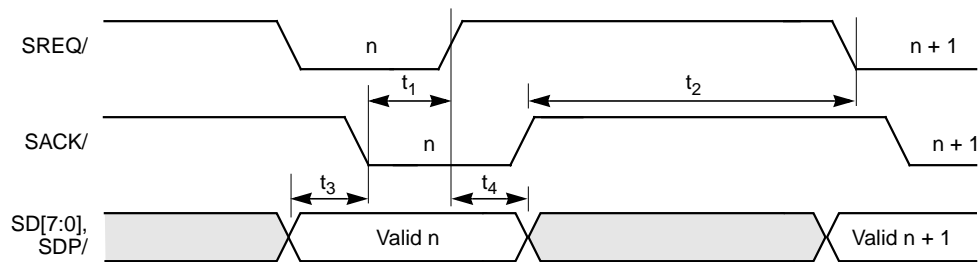 SREQ/
n
n + 1
t1
t2
SACK/
n
n + 1
t3
t4
SD[7:0],
SDP/
Valid n
Valid n + 1